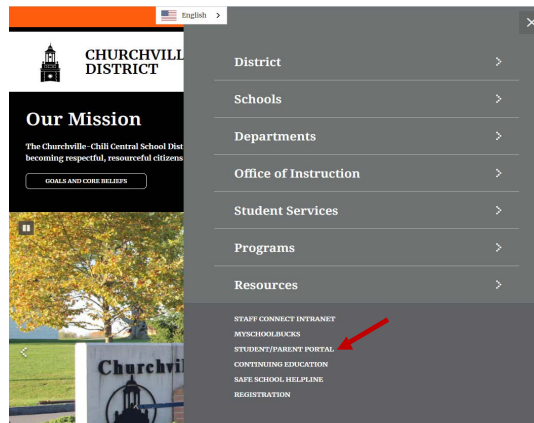 English
CHURCHVILL
DISTRICT
Our Mission
The Churchville-Chili Central School Dist
becoming respectful, resourceful citizens
GOALS AND CORE BELIEFS
Churchvil
District
Schools
Departments
Office of Instruction
Student Services
Programs
Resources
STAFF CONNECT INTRANET
MYSCHOOLBUCKS
STUDENT/PARENT PORTAL
CONTINUING EDUCATION
SAFE SCHOOL HELPLINE
REGISTRATION